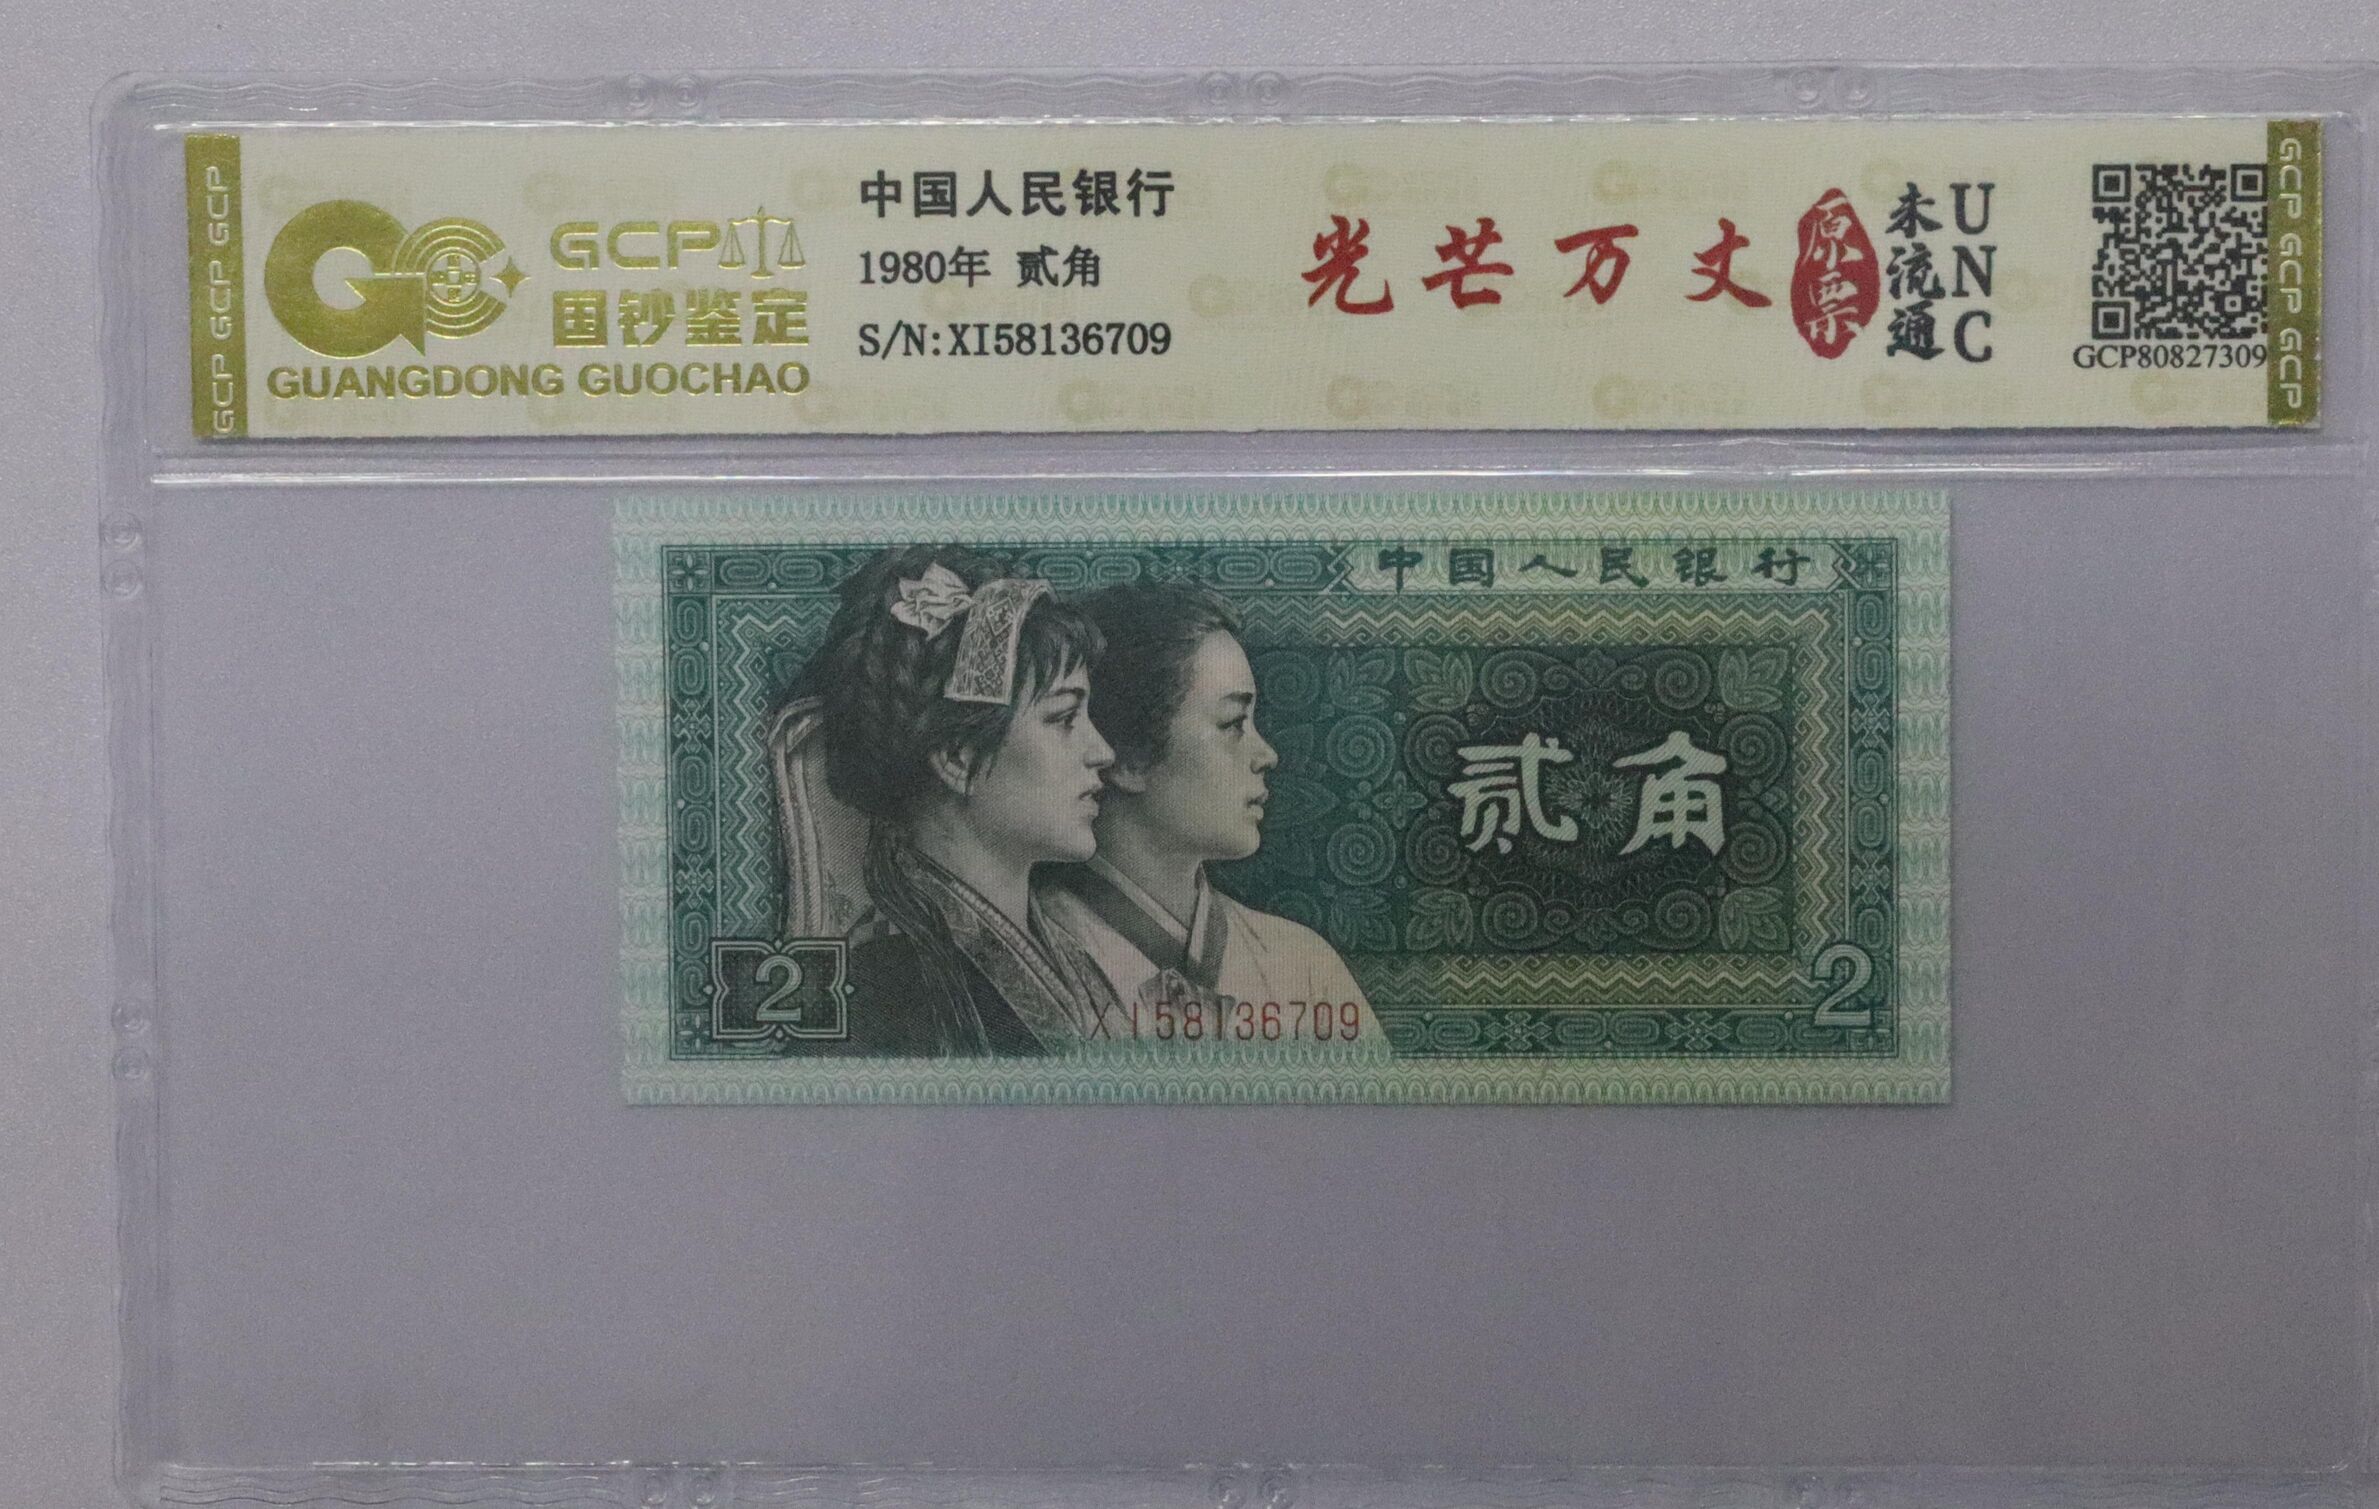 GCP GCP GCP
GCP
国钞鉴定
GUANGDONG GUOCHAO
中国人民银行
1980年 贰角
S/N:XI58136709
光芒万丈
原票
未流通
UNC
GCP80827309
GCP GCP GCP
中国人民银行
贰角
2
XI58136709
2